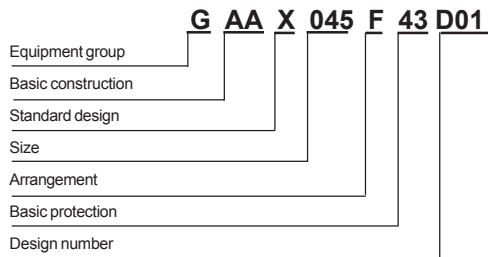 G AA X 045 F 43 D01
Equipment group
Basic construction
Standard design
Size
Arrangement
Basic protection
Design number